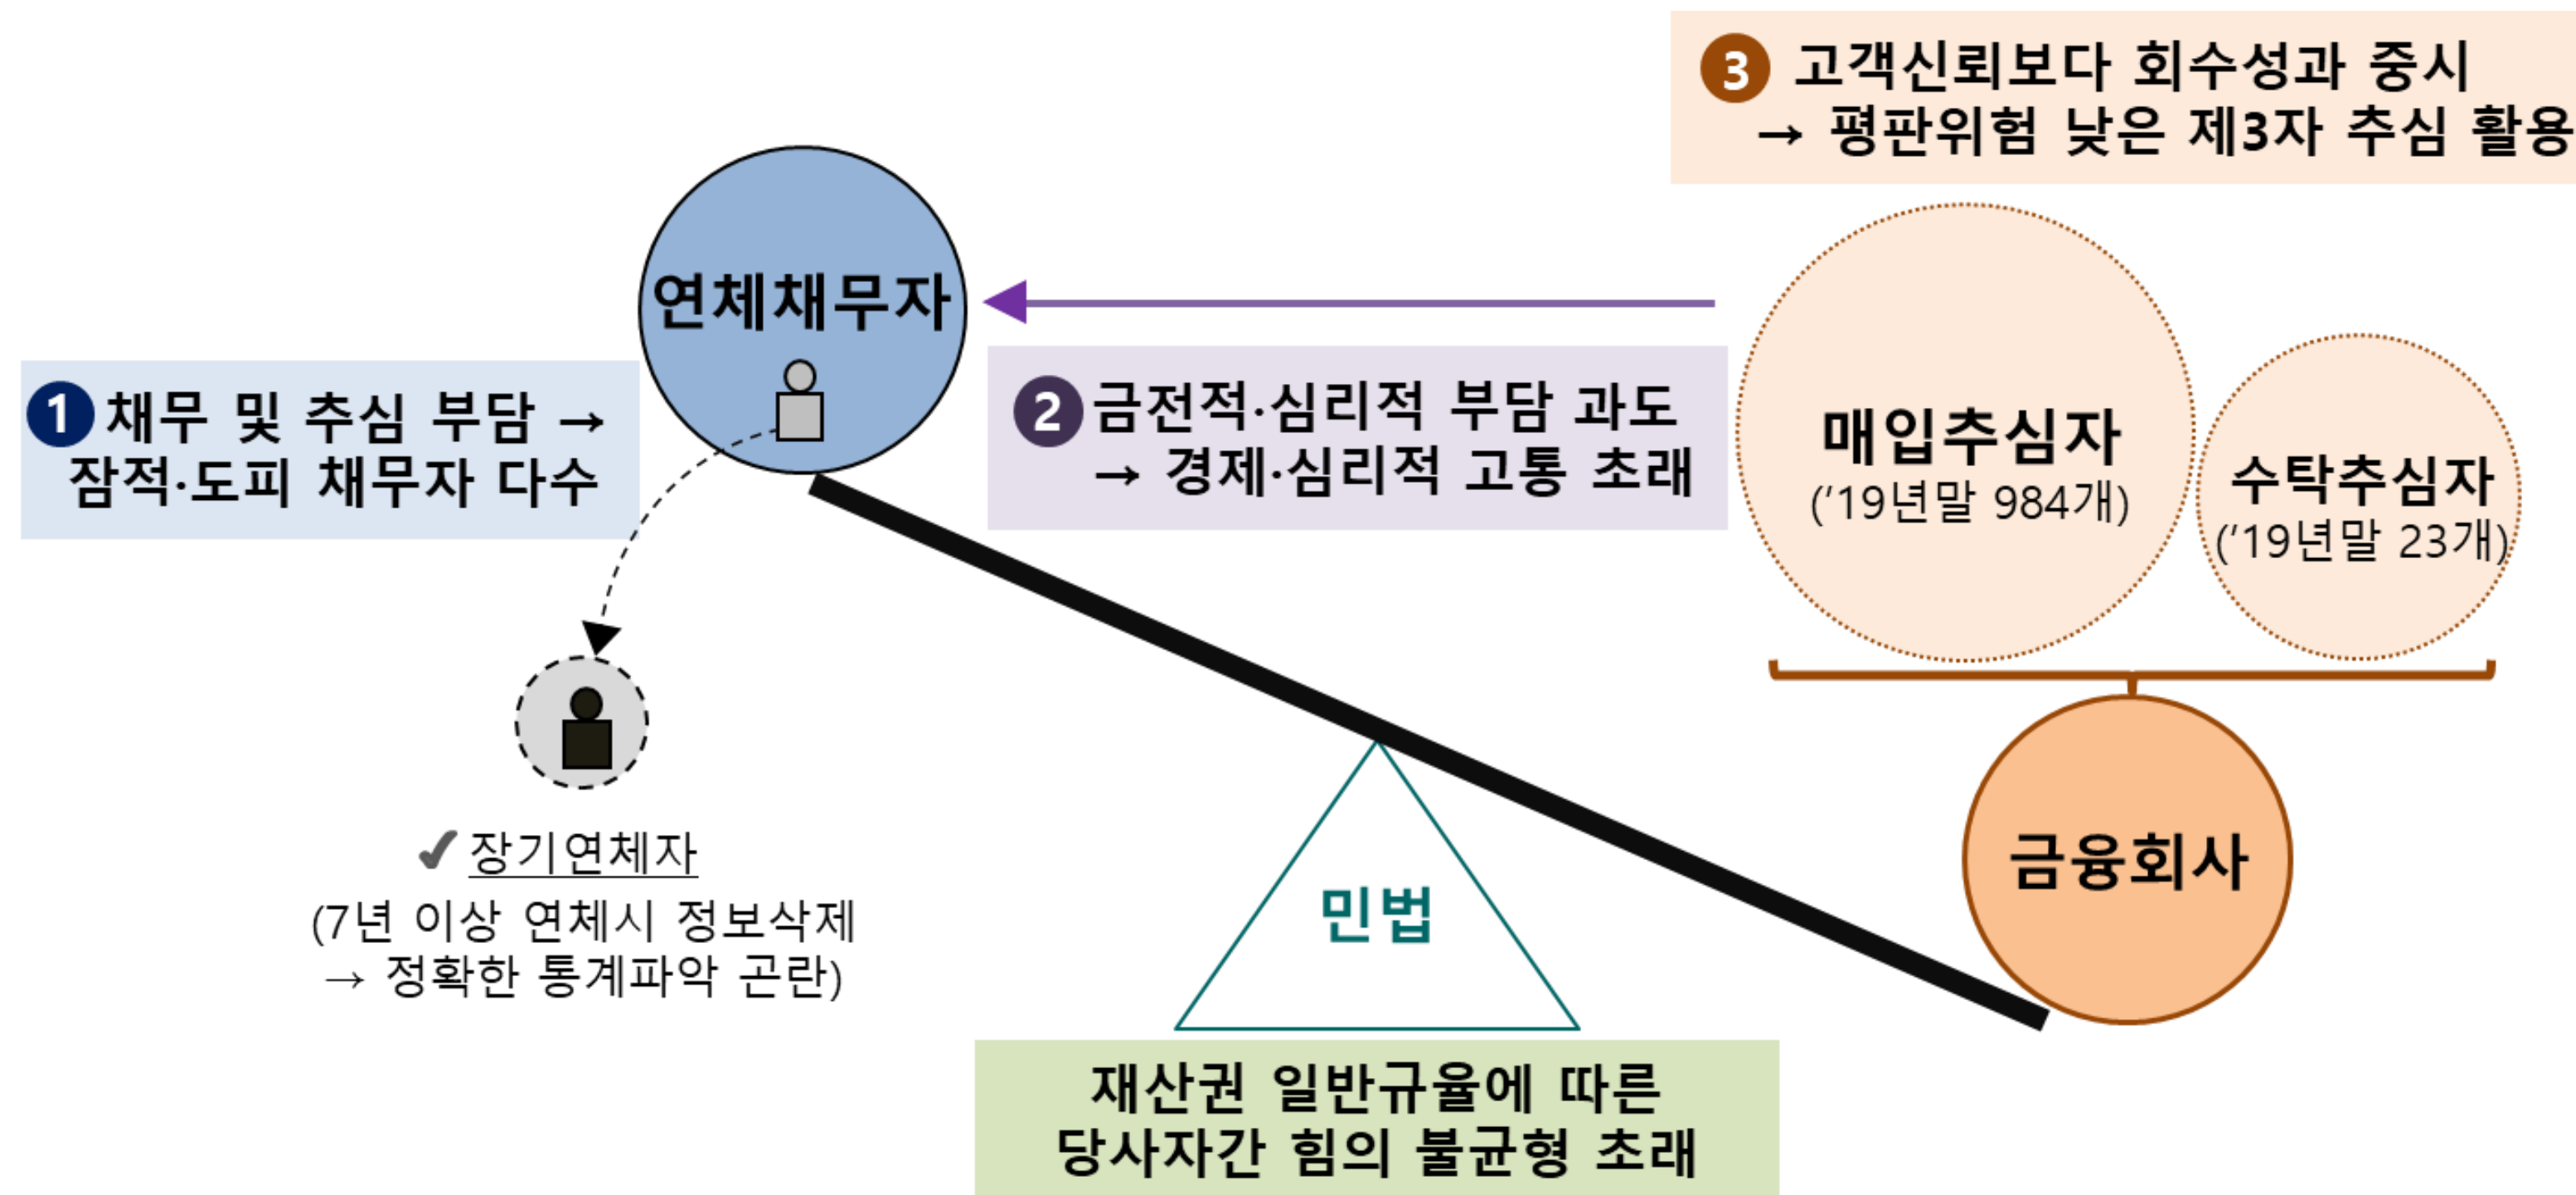 ❸ 고객신뢰보다 회수성과 중시
→ 평판위험 낮은 제3자 추심 활용
연체채무자
❶ 채무 및 추심 부담 →
잠적·도피 채무자 다수
❷ 금전적·심리적 부담 과도
→ 경제·심리적 고통 초래
매입추심자
(’19년말 984개)
수탁추심자
(’19년말 23개)
✔ 장기연체자
(7년 이상 연체시 정보삭제
→ 정확한 통계파악 곤란)
민법
금융회사
재산권 일반규율에 따른
당사자간 힘의 불균형 초래